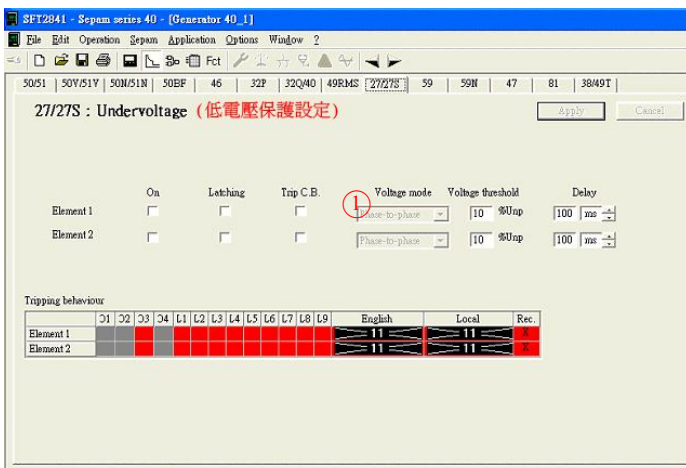 SFT2841 - Sepam series 40 - [Generator 40_1]
File Edit Operation Sepam Application Options Window ?
Fct
50/51 50V/51V 50N/51N 50BF 46 32P 32Q/40 49RMS 27/27S 59 59N 47 81 38/49T
27/27S : Undervoltage (低電壓保護設定) Apply Cancel
On Latching Trip C.B. Voltage mode Voltage threshold Delay
①
Element 1 Phase-to-phase 10 %Unp 100 ms
Element 2 Phase-to-phase 10 %Unp 100 ms
Tripping behaviour
O1 O2 O3 O4 L1 L2 L3 L4 L5 L6 L7 L8 L9 English Local Rec.
Element 1 11 11 X
Element 2 11 11 X